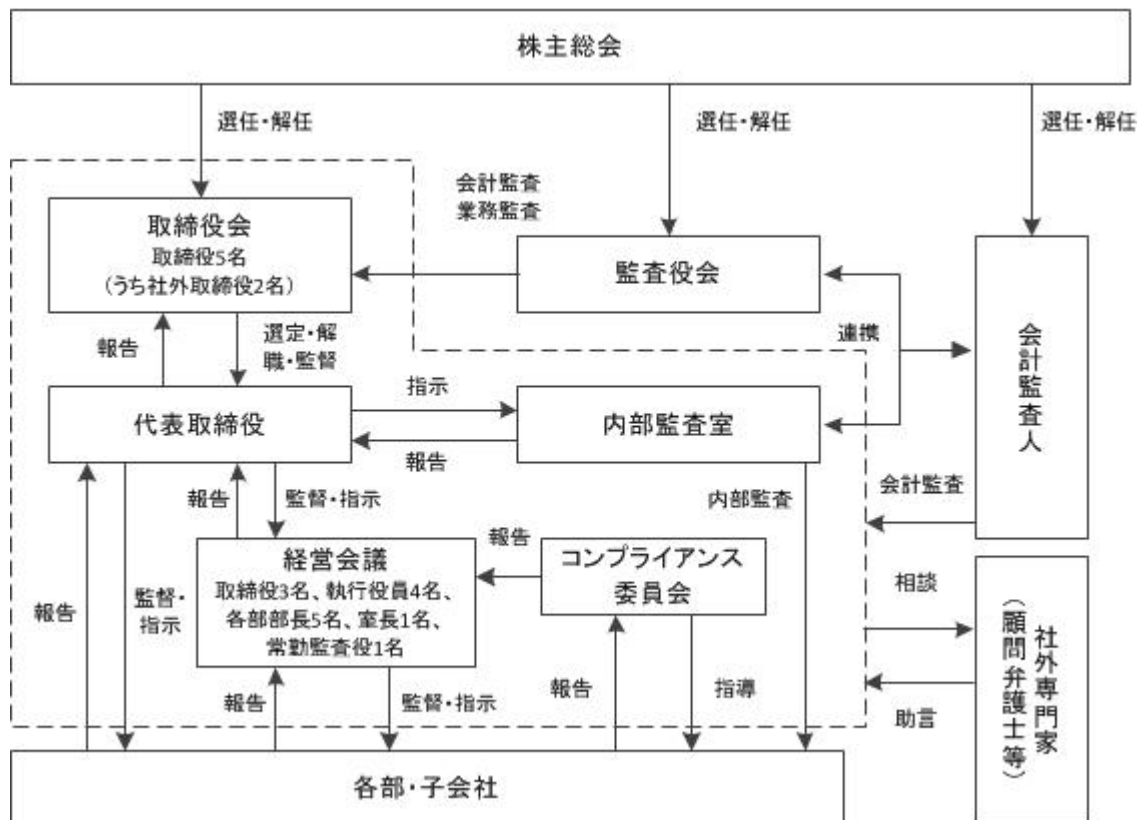 株主総会
選任・解任
選任・解任
選任・解任
会計監査
業務監査
取締役会
取締役5名
(うち社外取締役2名)
監査役会
会計監査人
報告
選定・解
職・監督
連携
代表取締役
指示
報告
内部監査室
報告
監督・指示
内部監査
会計監査
経営会議
取締役3名、執行役員4名、
各部部長5名、室長1名、
常勤監査役1名
報告
コンプライアンス
委員会
報告
監督・
指示
相談
社外専門家
(顧問弁護士等)
助言
報告
監督・指示
報告
指導
各部・子会社